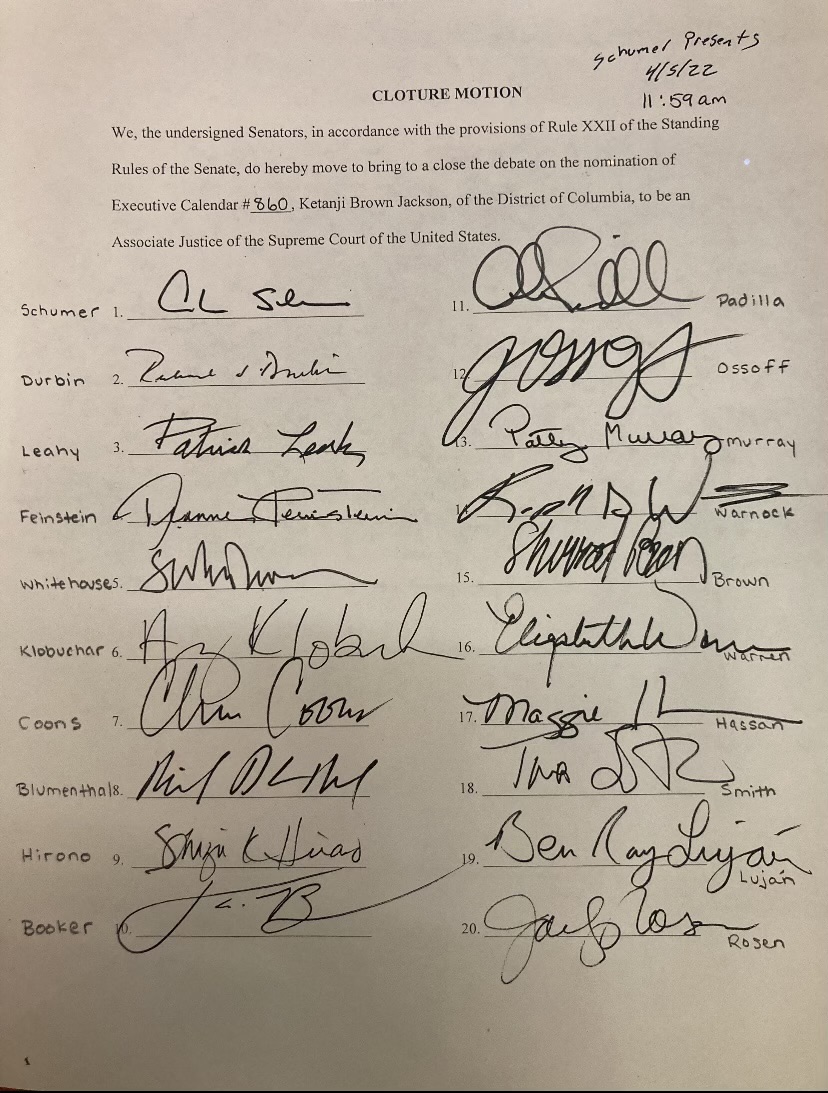 Schumer Presents
4/5/22
11:59am
CLOTURE MOTION
We, the undersigned Senators, in accordance with the provisions of Rule XXII of the Standing
Rules of the Senate, do hereby move to bring to a close the debate on the nomination of
Executive Calendar #860, Ketanji Brown Jackson, of the District of Columbia, to be an
Associate Justice of the Supreme Court of the United States.
Schumer 1.
Durbin 2.
Leahy 3. Patrick Leahy
Feinstein Dianne Feinstein
Whitehouse 5.
Klobuchar 6. Amy Klobuch
Coons 7. Chris Coons
Blumenthal 8.
Hirono 9.
Booker 10.
11. Padilla
12. Ossoff
13. Patty Murray Murray
Warnock
15. Sherrod Brown Brown
16. Elizabeth Warren Warren
17. Maggie Hassan
18. Tina Smith
19. Ben Ray Luján Luján
20. Rosen